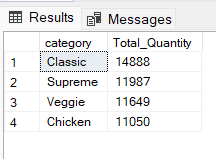 Results Messages
category Total_Quantity
1 Classic 14888
2 Supreme 11987
3 Veggie 11649
4 Chicken 11050